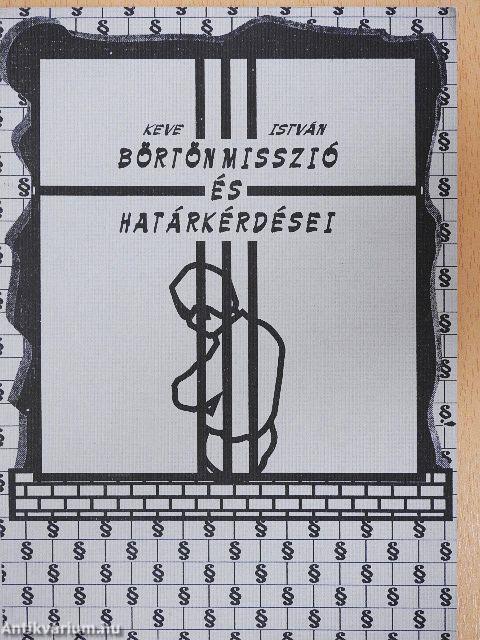 KEVE ISTVÁN
BÖRTÖNMISSZIÓ
ÉS
HATÁRKÉRDÉSEI
Antikvarium.hu